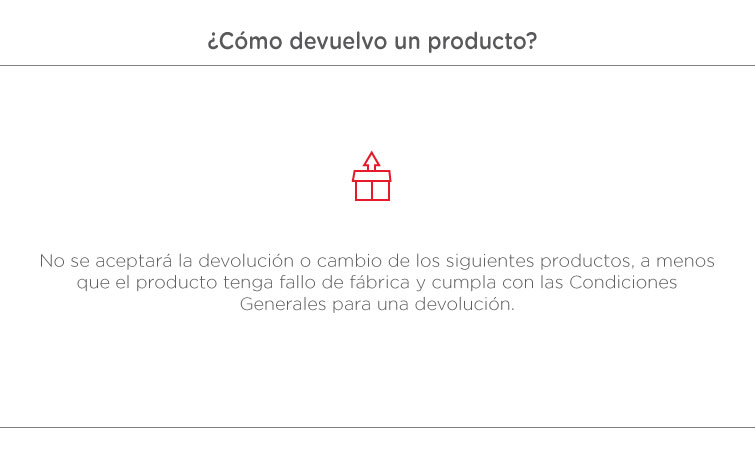 ¿Cómo devuelvo un producto?
No se aceptará la devolución o cambio de los siguientes productos, a menos
que el producto tenga fallo de fábrica y cumpla con las Condiciones
Generales para una devolución.